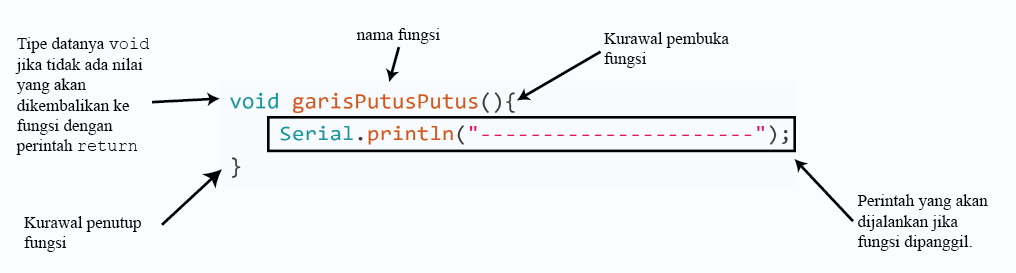 Tipe datanya void
jika tidak ada nilai
yang akan
dikembalikan ke
fungsi dengan
perintah return
nama fungsi
Kurawal pembuka
fungsi
void garisPutusPutus(){
Serial.println("----------------------");
}
Kurawal penutup
fungsi
Perintah yang akan
dijalankan jika
fungsi dipanggil.